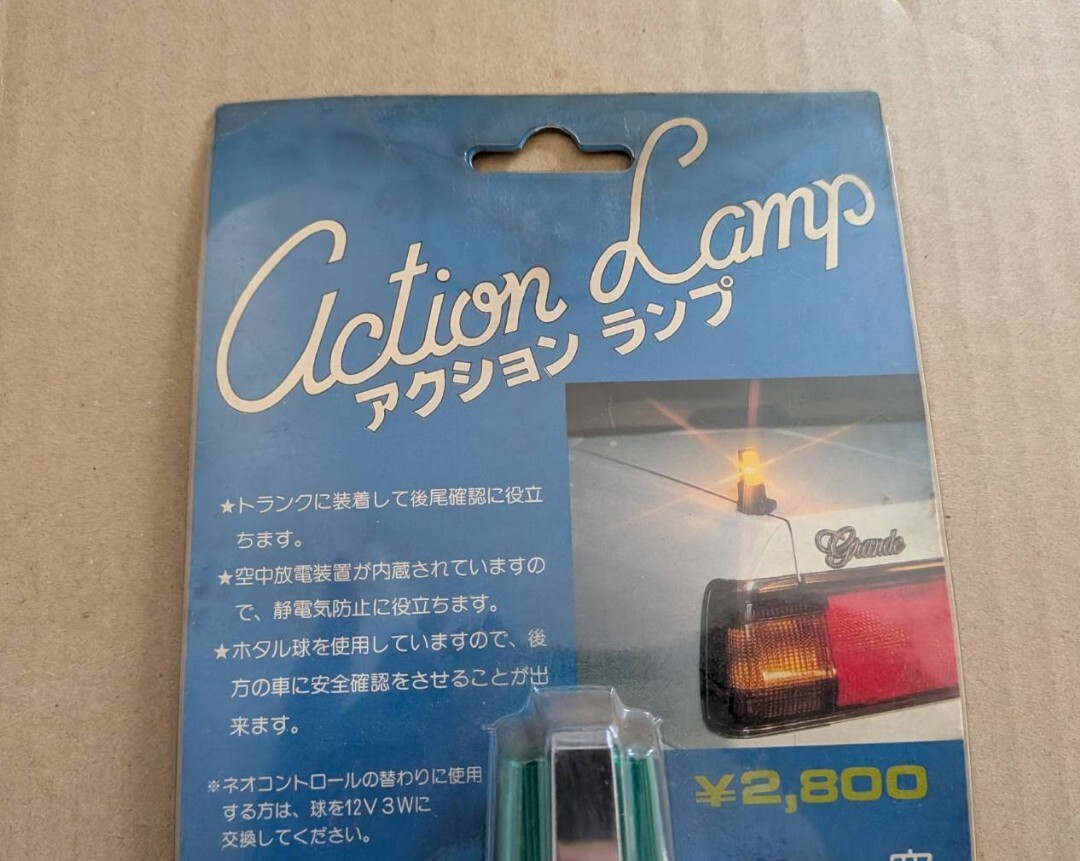 action Lamp
アクション ランプ
★トランクに装着して後尾確認に役立
ちます。
★空中放電装置が内蔵されていますの
で、静電気防止に役立ちます。
★ホタル球を使用していますので、後
方の車に安全確認をさせることが出
来ます。
※ネオコントロールの替わりに使用
する方は、球を12V3Wに
交換してください。
Grande
¥2,800